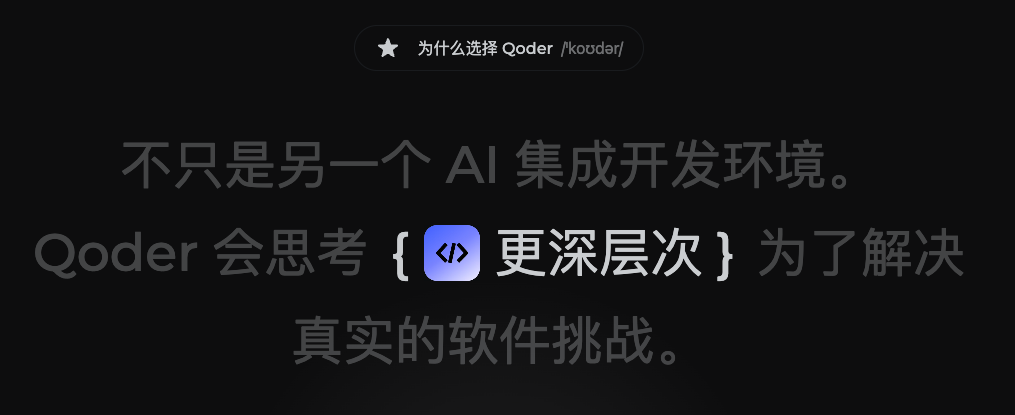 为什么选择 Qoder /ˈkoʊdər/
不只是另一个 AI 集成开发环境。
Qoder 会思考 { </> 更深层次 } 为了解决
真实的软件挑战。